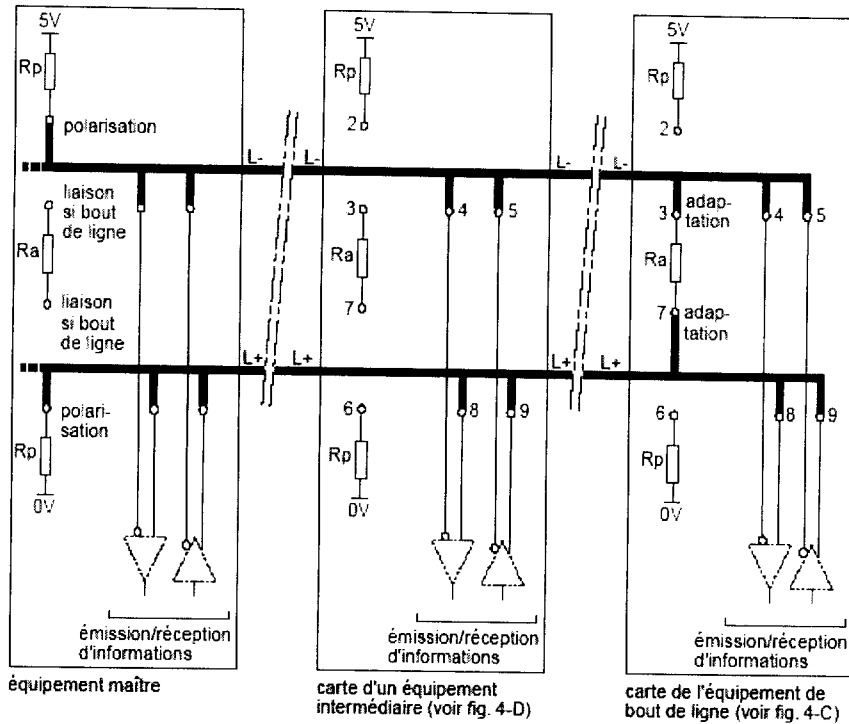 5V
Rp
polarisation
L-
liaison
si bout
de ligne
Ra
liaison
si bout
de ligne
L+
polari-
sation
Rp
0V
émission/réception
d'informations
équipement maître
5V
Rp
2
L-
L-
3
4
5
Ra
7
L+
L+
6
8
9
Rp
0V
émission/réception
d'informations
carte d'un équipement
intermédiaire (voir fig. 4-D)
5V
Rp
2
L-
3
adap-
tation
4
5
Ra
7
adap-
tation
L+
6
8
9
Rp
0V
émission/réception
d'informations
carte de l'équipement de
bout de ligne (voir fig. 4-C)